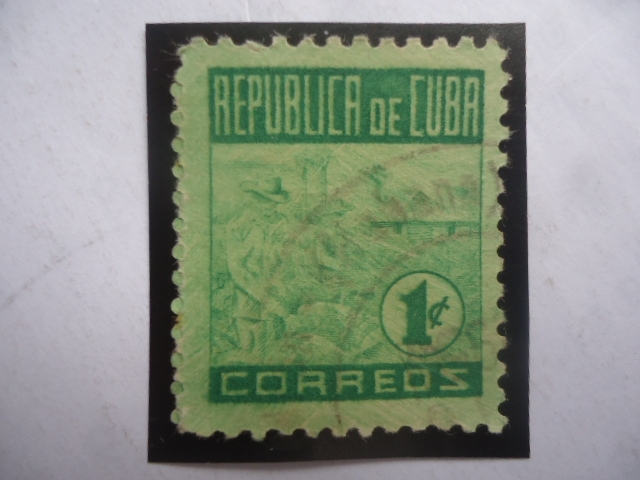 REPUBLICA DE CUBA
1¢
CORREOS